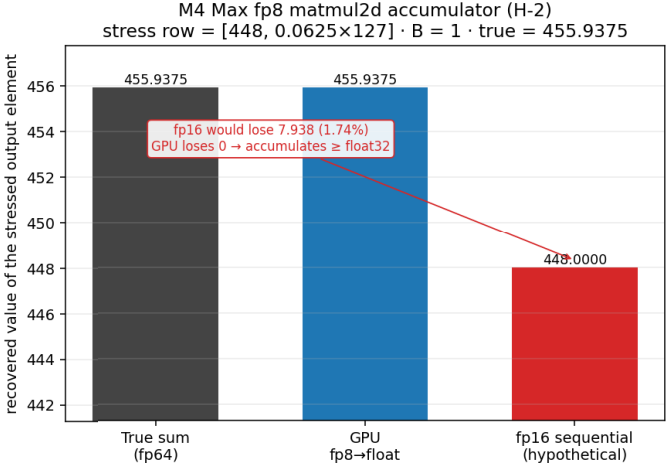 M4 Max fp8 matmul2d accumulator (H-2)
stress row = [448, 0.0625×127] · B = 1 · true = 455.9375
recovered value of the stressed output element
456
454
452
450
448
446
444
442
455.9375
455.9375
448.0000
fp16 would lose 7.938 (1.74%)
GPU loses 0 → accumulates ≥ float32
True sum
(fp64)
GPU
fp8→float
fp16 sequential
(hypothetical)